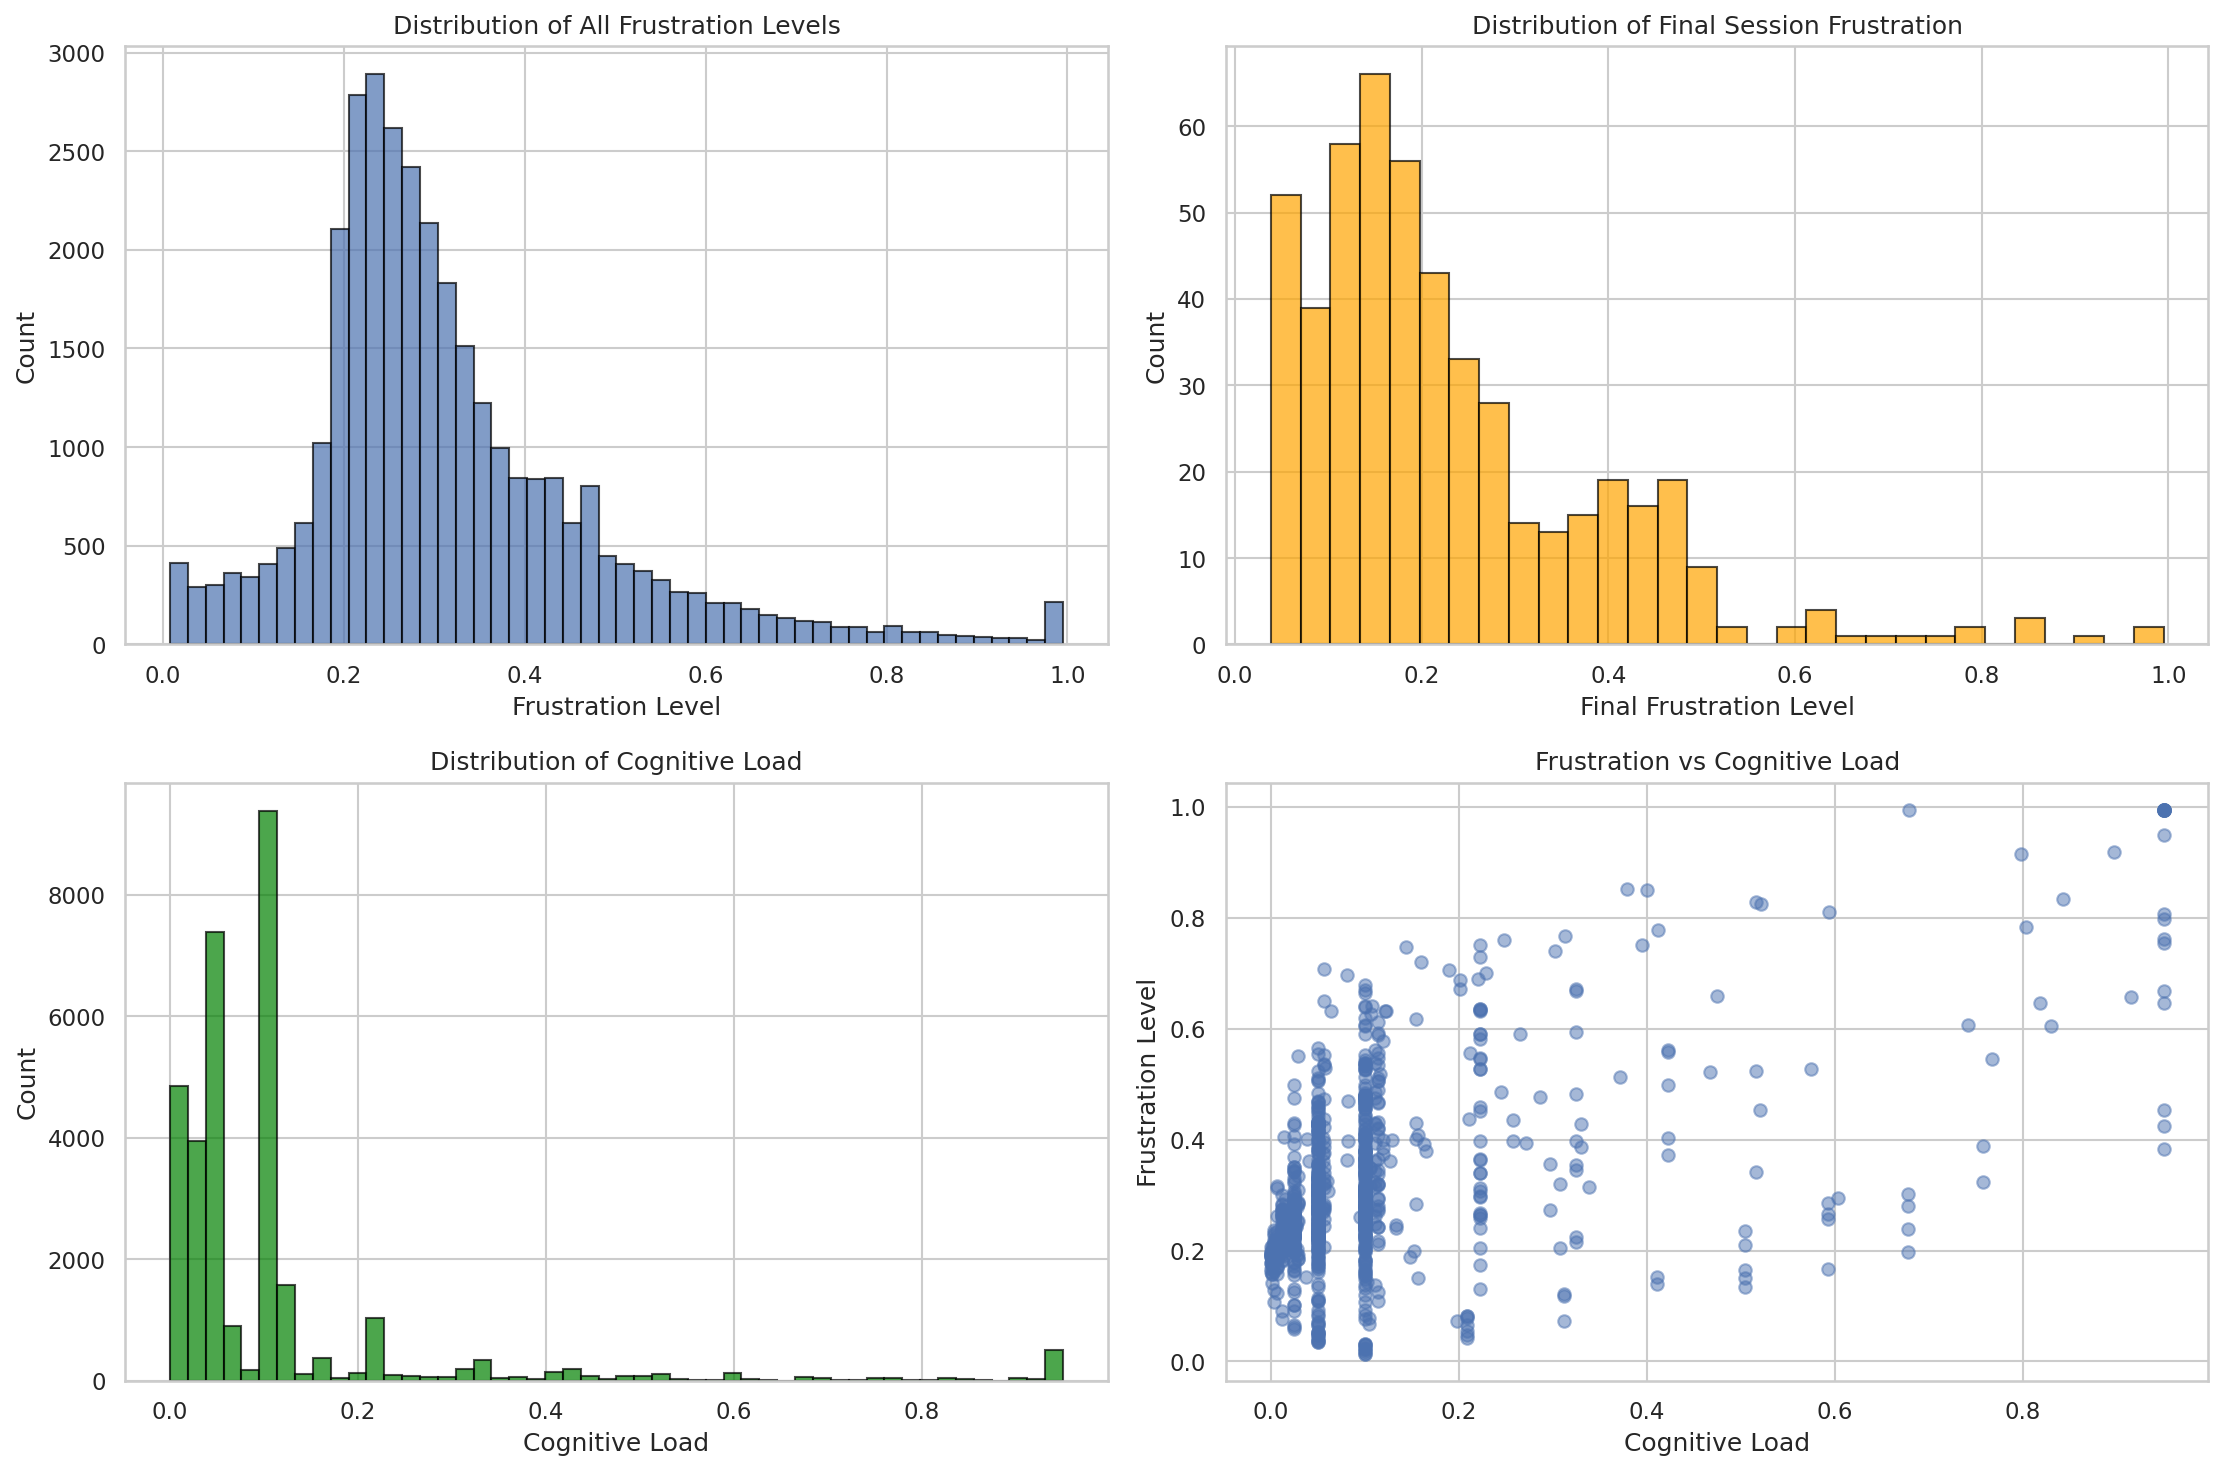 Distribution of All Frustration Levels
3000
2500
2000
1500
1000
500
0
Count
0.0 0.2 0.4 0.6 0.8 1.0
Frustration Level
Distribution of Final Session Frustration
60
50
40
30
20
10
0
Count
0.0 0.2 0.4 0.6 0.8 1.0
Final Frustration Level
Distribution of Cognitive Load
8000
6000
4000
2000
0
Count
0.0 0.2 0.4 0.6 0.8
Cognitive Load
Frustration vs Cognitive Load
1.0
0.8
0.6
0.4
0.2
0.0
Frustration Level
0.0 0.2 0.4 0.6 0.8
Cognitive Load